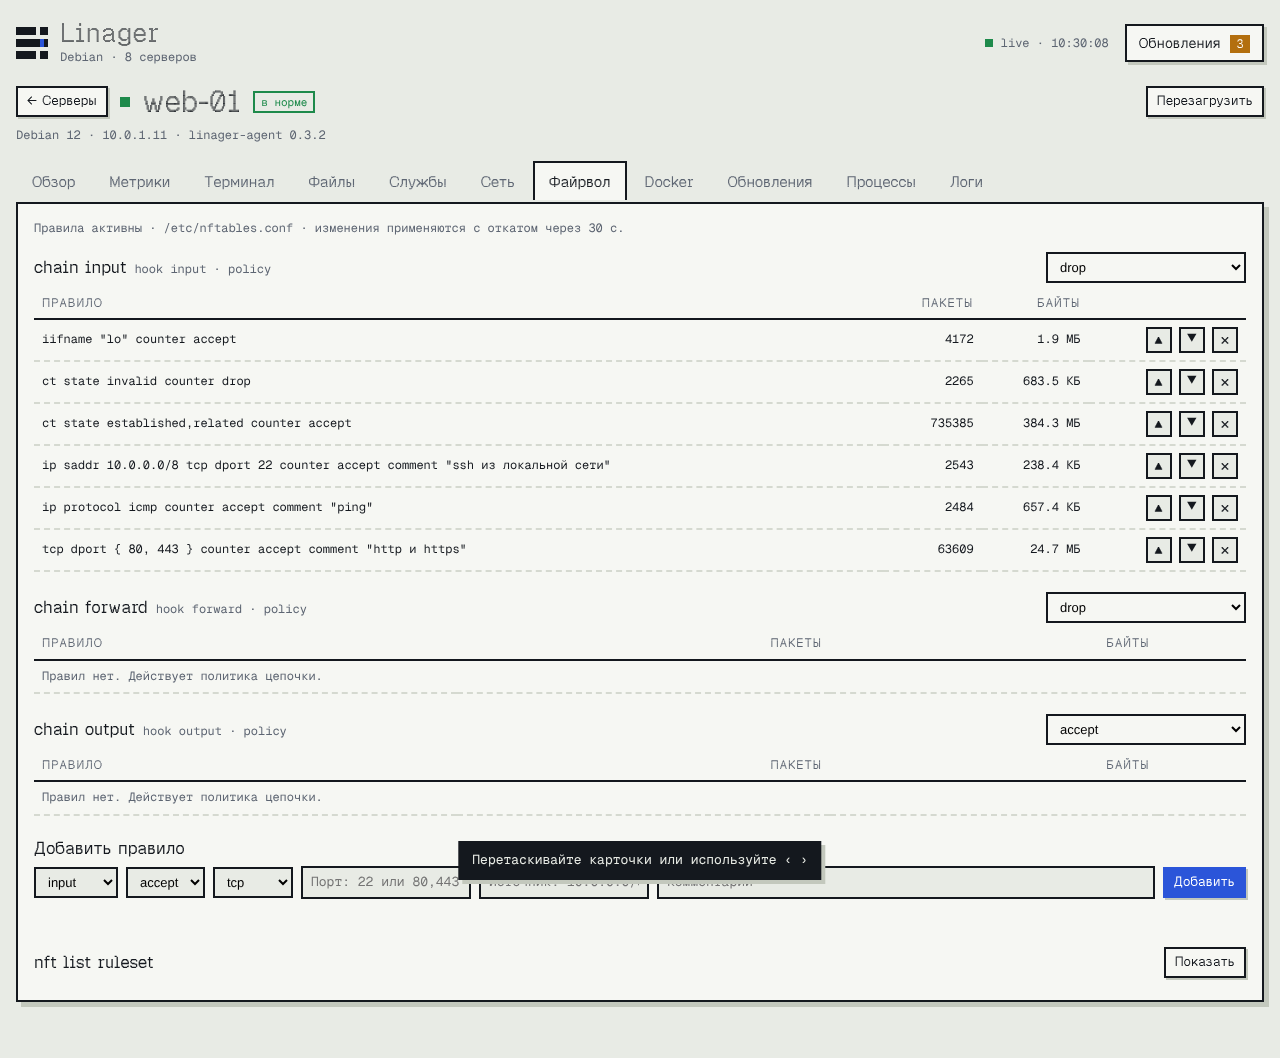 Linager
Debian · 8 серверов
live · 10:30:08
Обновления 3
← Серверы
web-01
в норме
Перезагрузить
Debian 12 · 10.0.1.11 · linager-agent 0.3.2
Обзор Метрики Терминал Файлы Службы Сеть Файрвол Docker Обновления Процессы Логи
Правила активны · /etc/nftables.conf · изменения применяются с откатом через 30 с.
chain input hook input · policy drop
ПРАВИЛО ПАКЕТЫ БАЙТЫ
iifname "lo" counter accept 4172 1.9 МБ ▲ ▼ ×
ct state invalid counter drop 2265 683.5 КБ ▲ ▼ ×
ct state established,related counter accept 735385 384.3 МБ ▲ ▼ ×
ip saddr 10.0.0.0/8 tcp dport 22 counter accept comment "ssh из локальной сети" 2543 238.4 КБ ▲ ▼ ×
ip protocol icmp counter accept comment "ping" 2484 657.4 КБ ▲ ▼ ×
tcp dport { 80, 443 } counter accept comment "http и https" 63609 24.7 МБ ▲ ▼ ×
chain forward hook forward · policy drop
ПРАВИЛО ПАКЕТЫ БАЙТЫ
Правил нет. Действует политика цепочки.
chain output hook output · policy accept
ПРАВИЛО ПАКЕТЫ БАЙТЫ
Правил нет. Действует политика цепочки.
Добавить правило
Перетаскивайте карточки или используйте ‹ ›
input accept tcp Порт: 22 или 80,443 Добавить
nft list ruleset Показать